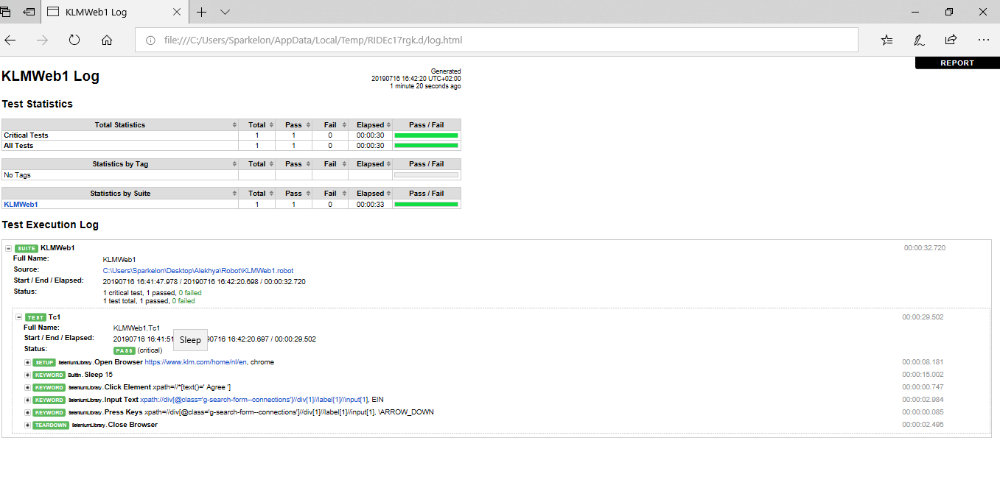 KLMWeb1 Log
file:///C:/Users/Sparkelon/AppData/Local/Temp/RIDEc17rgk.d/log.html
REPORT
KLMWeb1 Log
Generated
20190716 16:42:20 UTC+02:00
1 minute 20 seconds ago
Test Statistics
Total Statistics Total Pass Fail Elapsed Pass / Fail
Critical Tests 1 1 0 00:00:30
All Tests 1 1 0 00:00:30
Statistics by Tag Total Pass Fail Elapsed Pass / Fail
No Tags
Statistics by Suite Total Pass Fail Elapsed Pass / Fail
KLMWeb1 1 1 0 00:00:33
Test Execution Log
SUITE KLMWeb1 00:00:32.720
Full Name: KLMWeb1
Source: C:\Users\Sparkelon\Desktop\Alekhya\Robot\KLMWeb1.robot
Start / End / Elapsed: 20190716 16:41:47.978 / 20190716 16:42:20.698 / 00:00:32.720
Status: 1 critical test, 1 passed, 0 failed
1 test total, 1 passed, 0 failed
TEST Tc1 00:00:29.502
Full Name: KLMWeb1.Tc1
Start / End / Elapsed: 20190716 16:41:51 0716 16:42:20.697 / 00:00:29.502
Sleep
Status: PASS (critical)
SETUP SeleniumLibrary.Open Browser https://www.klm.com/home/nl/en, chrome 00:00:08.181
KEYWORD BuiltIn.Sleep 15 00:00:15.002
KEYWORD SeleniumLibrary.Click Element xpath=//*[text()=' Agree '] 00:00:00.747
KEYWORD SeleniumLibrary.Input Text xpath://div[@class='g-search-form--connections']//div[1]//label[1]//input[1], EIN 00:00:02.984
KEYWORD SeleniumLibrary.Press Keys xpath=//div[@class='g-search-form--connections']//div[1]//label[1]//input[1], \ARROW_DOWN 00:00:00.085
TEARDOWN SeleniumLibrary.Close Browser 00:00:02.495